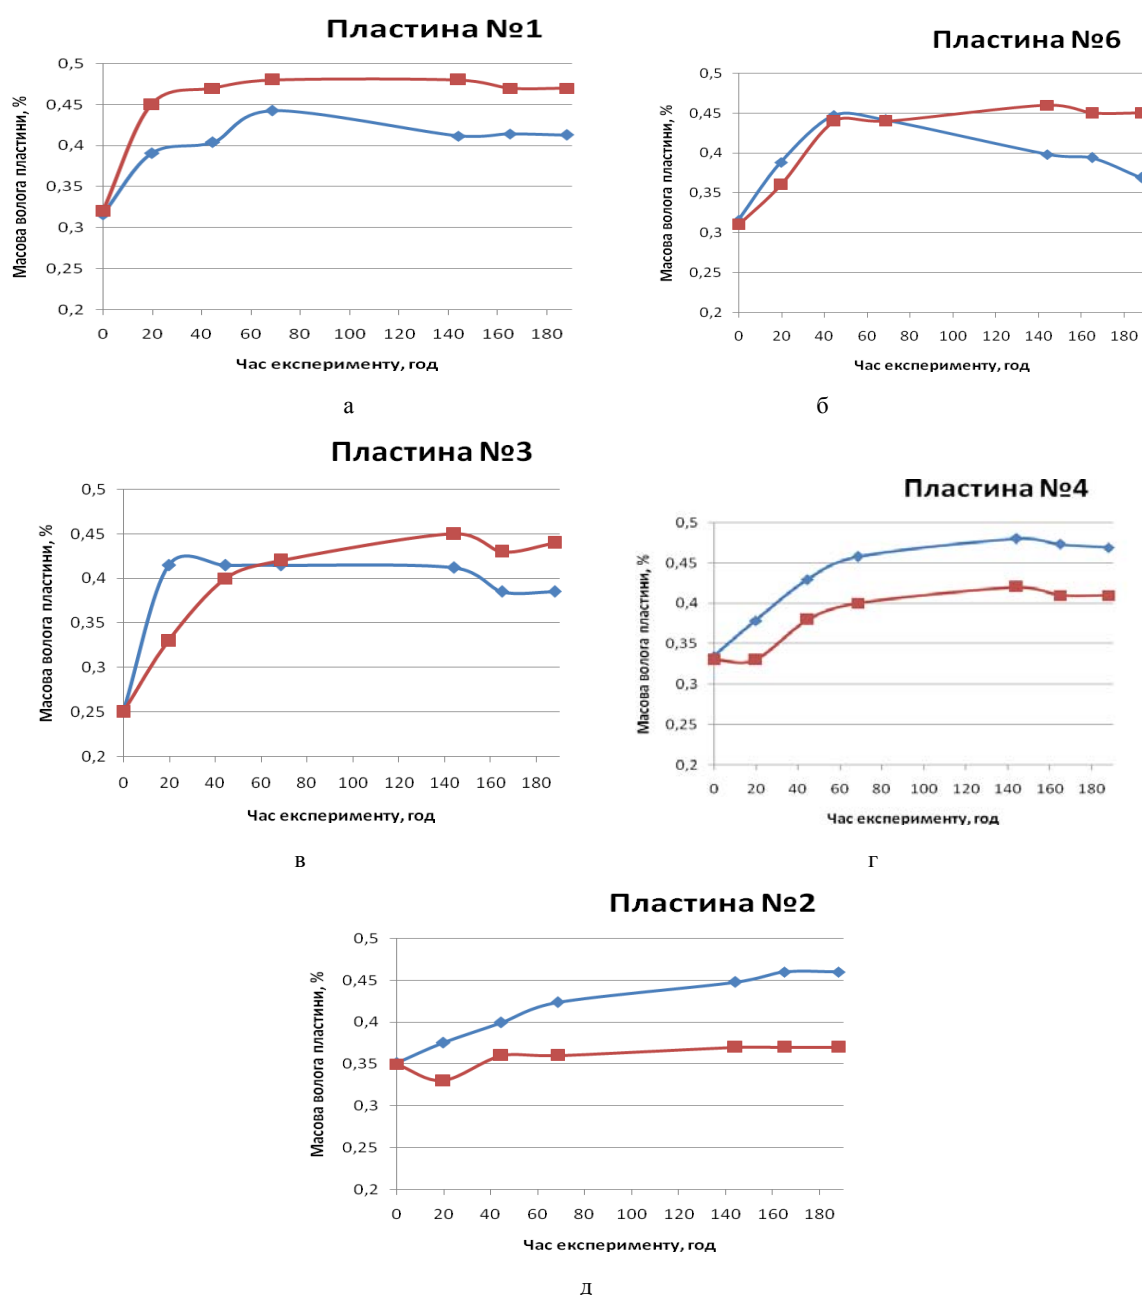 Пластина №1
Масова волога пластини, %
0,5
0,45
0,4
0,35
0,3
0,25
0,2
0 20 40 60 80 100 120 140 160 180
Час експерименту, год
а
Пластина №6
Масова волога пластини, %
0,5
0,45
0,4
0,35
0,3
0,25
0,2
0 20 40 60 80 100 120 140 160 180
Час експерименту, год
б
Пластина №3
Масова волога пластини, %
0,5
0,45
0,4
0,35
0,3
0,25
0,2
0 20 40 60 80 100 120 140 160 180
Час експерименту, год
в
Пластина №4
Масова волога пластини, %
0,5
0,45
0,4
0,35
0,3
0,25
0,2
0 20 40 60 80 100 120 140 160 180
Час експерименту, год
г
Пластина №2
Масова волога пластини, %
0,5
0,45
0,4
0,35
0,3
0,25
0,2
0 20 40 60 80 100 120 140 160 180
Час експерименту, год
д